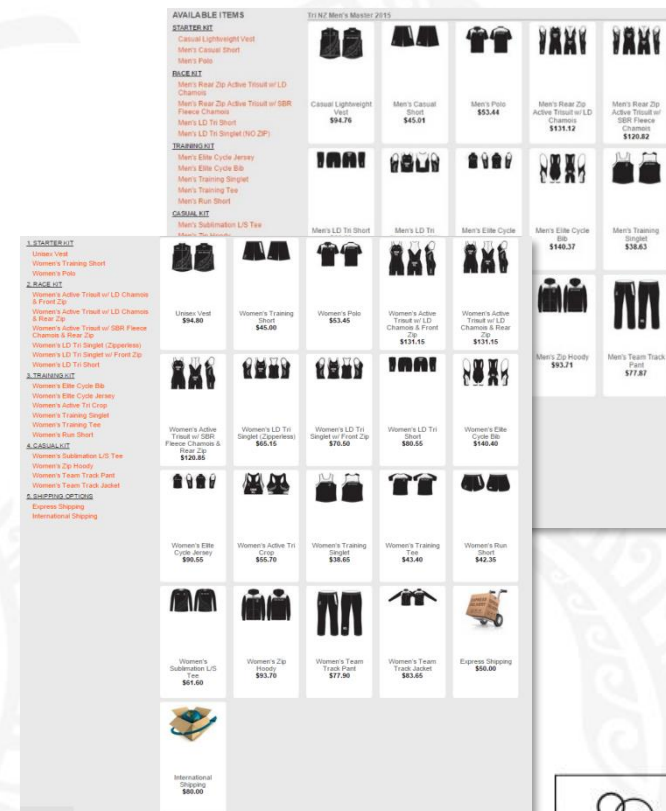 AVAILABLE ITEMS
Tri NZ Men's Master 2015
STARTER KIT
Casual Lightweight Vest
Men's Casual Short
Men's Polo
RACE KIT
Men's Rear Zip Active Trisuit w/ LD
Chamois
Men's Rear Zip Active Trisuit w/ SBR
Fleece Chamois
Men's LD Tri Short
Men's LD Tri Singlet (NO ZIP)
TRAINING KIT
Men's Elite Cycle Jersey
Men's Elite Cycle Bib
Men's Training Singlet
Men's Training Tee
Men's Run Short
CASUAL KIT
Men's Sublimation L/S Tee
Men's Zip Hoody
Casual Lightweight
Vest
$94.76
Men's Casual
Short
$45.01
Men's Polo
$53.44
Men's Rear Zip
Active Trisuit w/ LD
Chamois
$131.12
Men's Rear Zip
Active Trisuit w/
SBR Fleece
Chamois
$120.82
Men's LD Tri Short
Men's LD Tri
Men's Elite Cycle
Men's Elite Cycle
Bib
$140.37
Men's Training
Singlet
$38.63
Men's Zip Hoody
$93.71
Men's Team Track
Pant
$77.87
1. STARTER KIT
Unisex Vest
Women's Training Short
Women's Polo
2. RACE KIT
Women's Active Trisuit w/ LD Chamois
& Front Zip
Women's Active Trisuit w/ LD Chamois
& Rear Zip
Women's Active Trisuit w/ SBR Fleece
Chamois & Rear Zip
Women's LD Tri Singlet (Zipperless)
Women's LD Tri Singlet w/ Front Zip
Women's LD Tri Short
3. TRAINING KIT
Women's Elite Cycle Bib
Women's Elite Cycle Jersey
Women's Active Tri Crop
Women's Training Singlet
Women's Training Tee
Women's Run Short
4. CASUAL KIT
Women's Sublimation L/S Tee
Women's Zip Hoody
Women's Team Track Pant
Women's Team Track Jacket
5. SHIPPING OPTIONS
Express Shipping
International Shipping
Unisex Vest
$94.80
Women's Training
Short
$45.00
Women's Polo
$53.45
Women's Active
Trisuit w/ LD
Chamois & Front
Zip
$131.15
Women's Active
Trisuit w/ LD
Chamois & Rear
Zip
$131.15
Women's Active
Trisuit w/ SBR
Fleece Chamois &
Rear Zip
$120.85
Women's LD Tri
Singlet (Zipperless)
$65.15
Women's LD Tri
Singlet w/ Front Zip
$70.50
Women's LD Tri
Short
$80.55
Women's Elite
Cycle Bib
$140.40
Women's Elite
Cycle Jersey
$90.55
Women's Active Tri
Crop
$55.70
Women's Training
Singlet
$38.65
Women's Training
Tee
$43.40
Women's Run
Short
$42.35
Women's
Sublimation L/S
Tee
$61.60
Women's Zip
Hoody
$93.70
Women's Team
Track Pant
$77.90
Women's Team
Track Jacket
$83.65
Express Shipping
$50.00
International
Shipping
$80.00